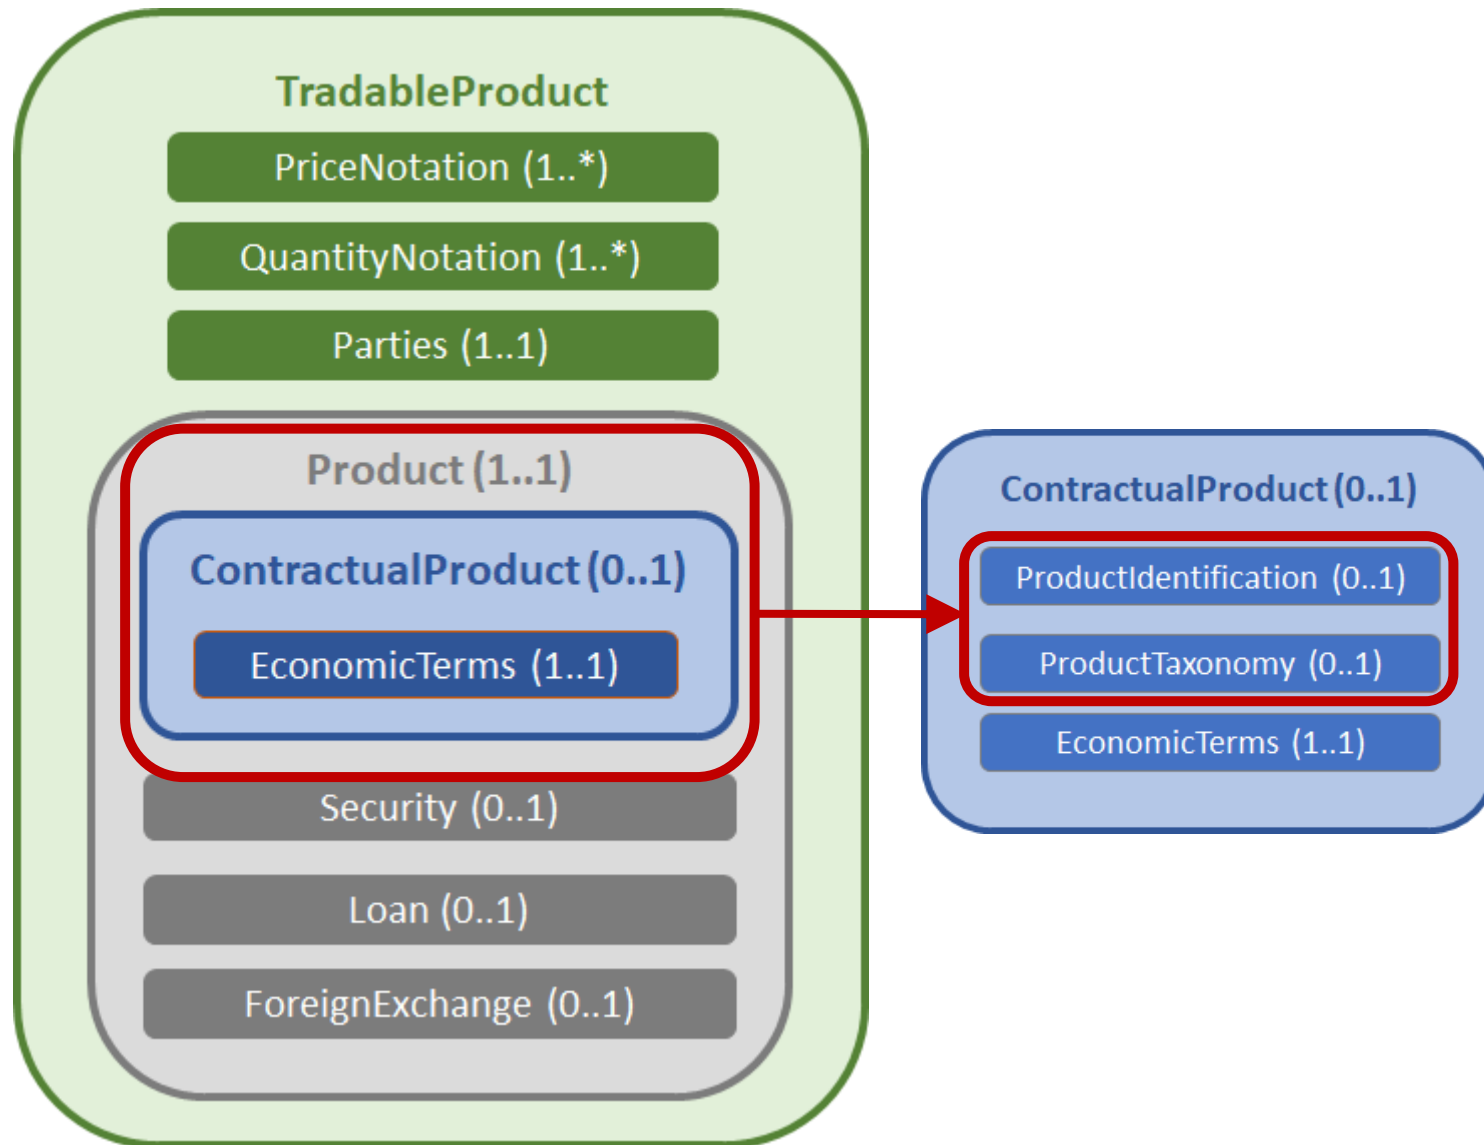 TradableProduct
PriceNotation (1..*)
QuantityNotation (1..*)
Parties (1..1)
Product (1..1)
ContractualProduct (0..1)
EconomicTerms (1..1)
Security (0..1)
Loan (0..1)
ForeignExchange (0..1)
ContractualProduct (0..1)
ProductIdentification (0..1)
ProductTaxonomy (0..1)
EconomicTerms (1..1)